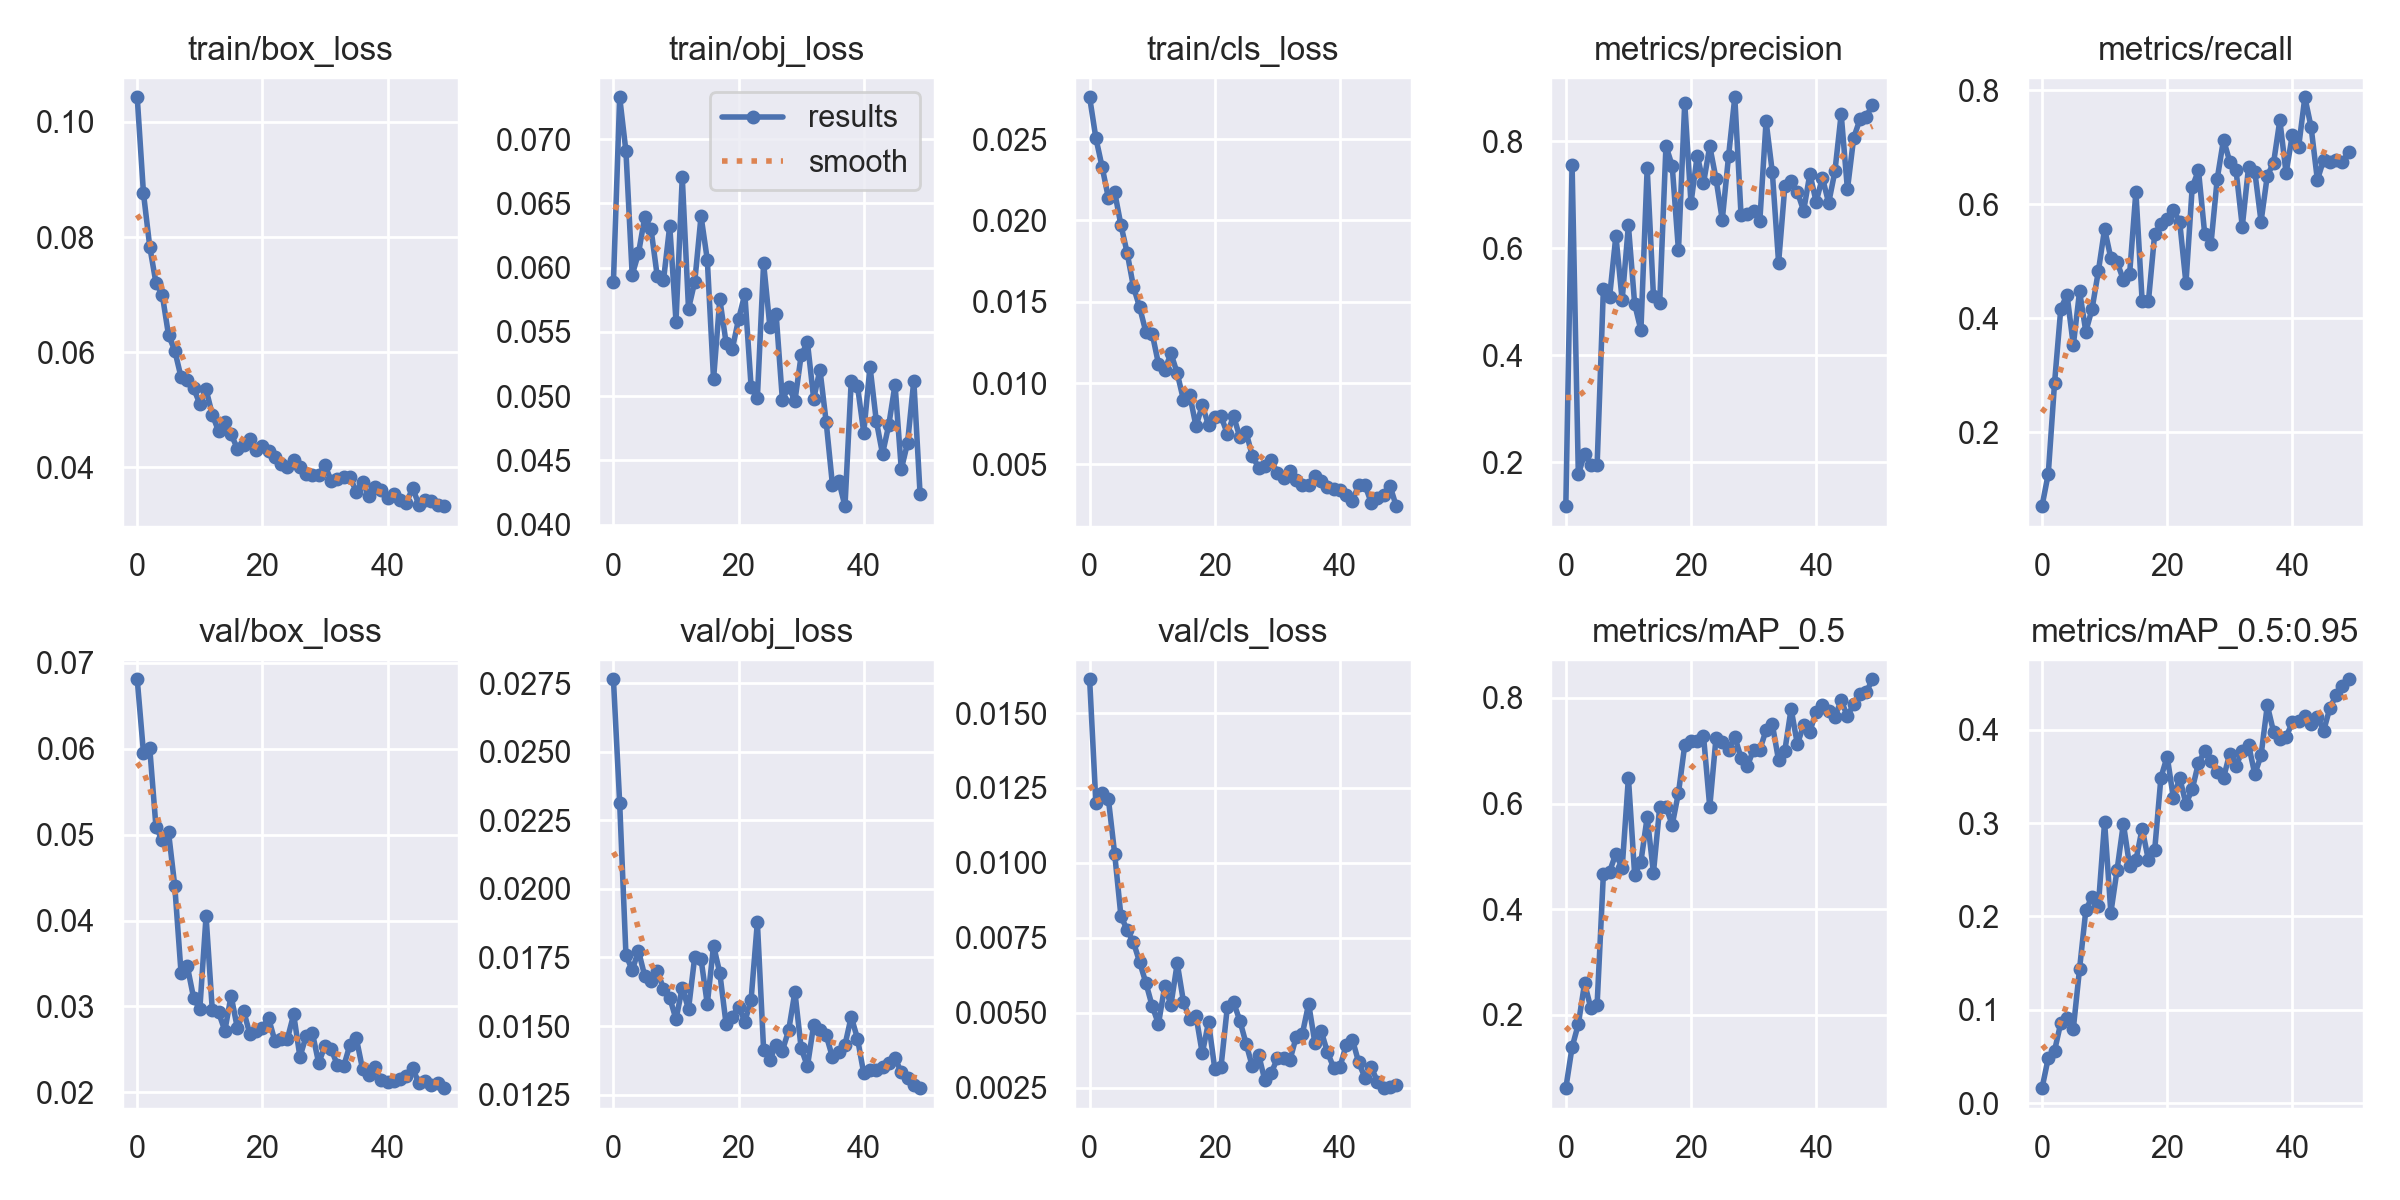 train/box_loss
train/obj_loss
train/cls_loss
metrics/precision
metrics/recall
0.10
0.08
0.06
0.04
0 20 40
results
smooth
0.070
0.065
0.060
0.055
0.050
0.045
0.040
0 20 40
0.025
0.020
0.015
0.010
0.005
0 20 40
0.8
0.6
0.4
0.2
0 20 40
0.8
0.6
0.4
0.2
0 20 40
val/box_loss
val/obj_loss
val/cls_loss
metrics/mAP_0.5
metrics/mAP_0.5:0.95
0.07
0.06
0.05
0.04
0.03
0.02
0 20 40
0.0275
0.0250
0.0225
0.0200
0.0175
0.0150
0.0125
0 20 40
0.0150
0.0125
0.0100
0.0075
0.0050
0.0025
0 20 40
0.8
0.6
0.4
0.2
0 20 40
0.4
0.3
0.2
0.1
0.0
0 20 40